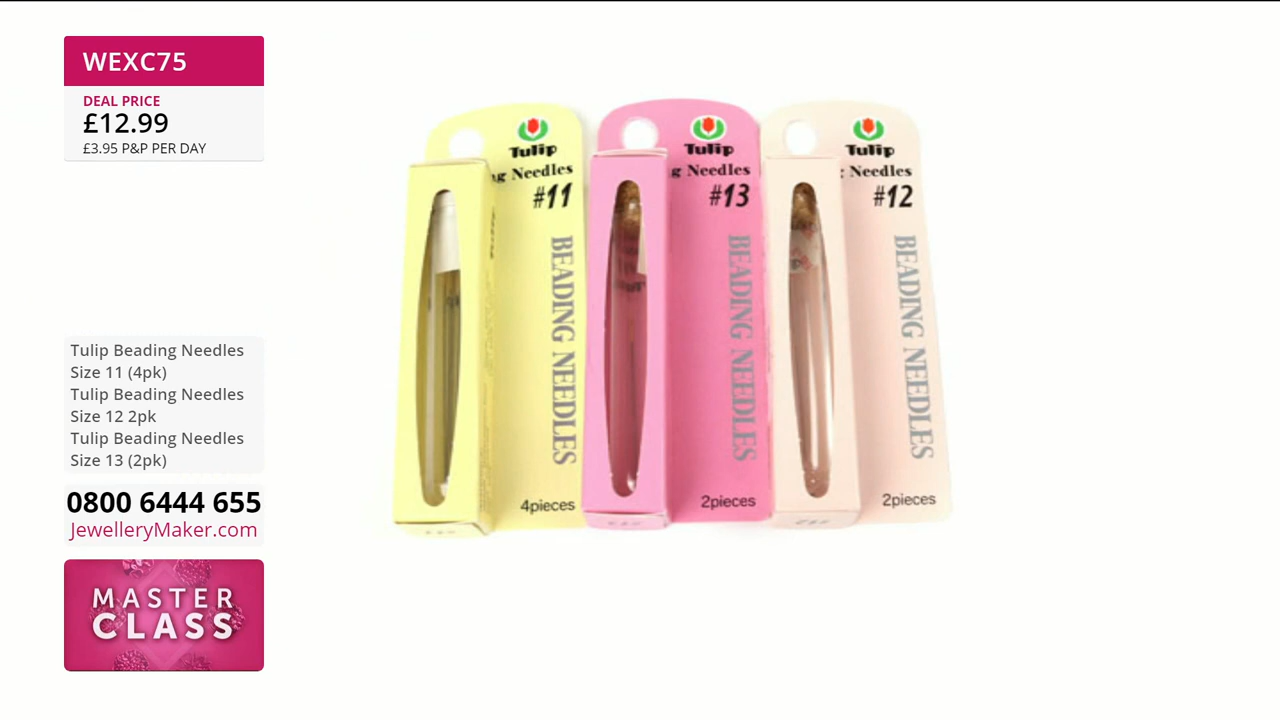 WEXC75
DEAL PRICE
£12.99
£3.95 P&P PER DAY
Tulip Beading Needles
Size 11 (4pk)
Tulip Beading Needles
Size 12 2pk
Tulip Beading Needles
Size 13 (2pk)
0800 6444 655
JewelleryMaker.com
MASTER
CLASS
Tulip
Needles
#11
BEADING NEEDLES
4pieces
Tulip
Needles
#13
BEADING NEEDLES
2pieces
Tulip
Needles
#12
BEADING NEEDLES
2pieces